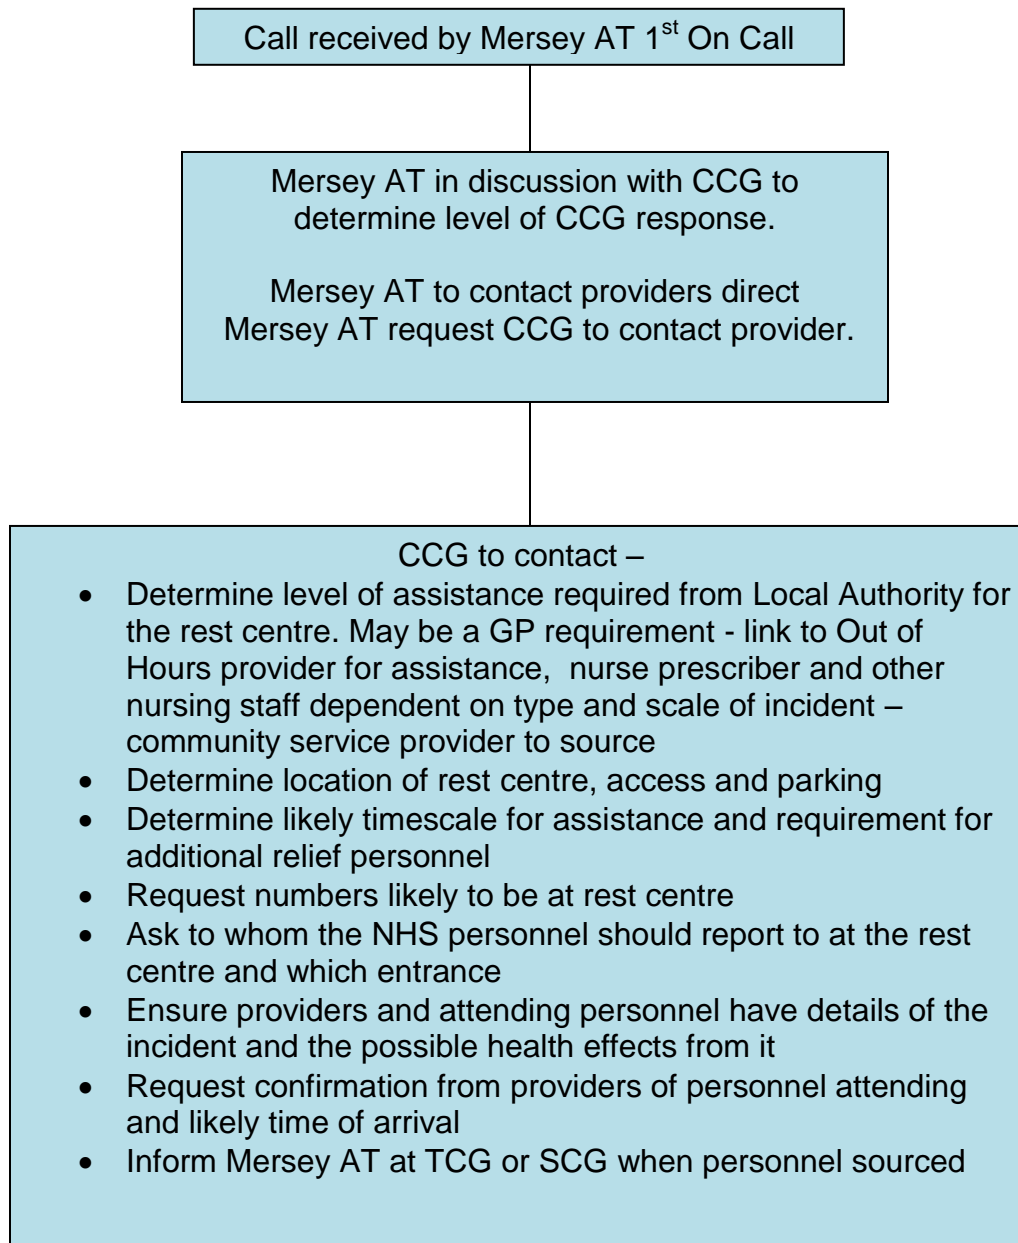 Call received by Mersey AT 1st On Call
Mersey AT in discussion with CCG to
determine level of CCG response.
Mersey AT to contact providers direct
Mersey AT request CCG to contact provider.
CCG to contact –
• Determine level of assistance required from Local Authority for
the rest centre. May be a GP requirement - link to Out of
Hours provider for assistance, nurse prescriber and other
nursing staff dependent on type and scale of incident –
community service provider to source
• Determine location of rest centre, access and parking
• Determine likely timescale for assistance and requirement for
additional relief personnel
• Request numbers likely to be at rest centre
• Ask to whom the NHS personnel should report to at the rest
centre and which entrance
• Ensure providers and attending personnel have details of the
incident and the possible health effects from it
• Request confirmation from providers of personnel attending
and likely time of arrival
• Inform Mersey AT at TCG or SCG when personnel sourced